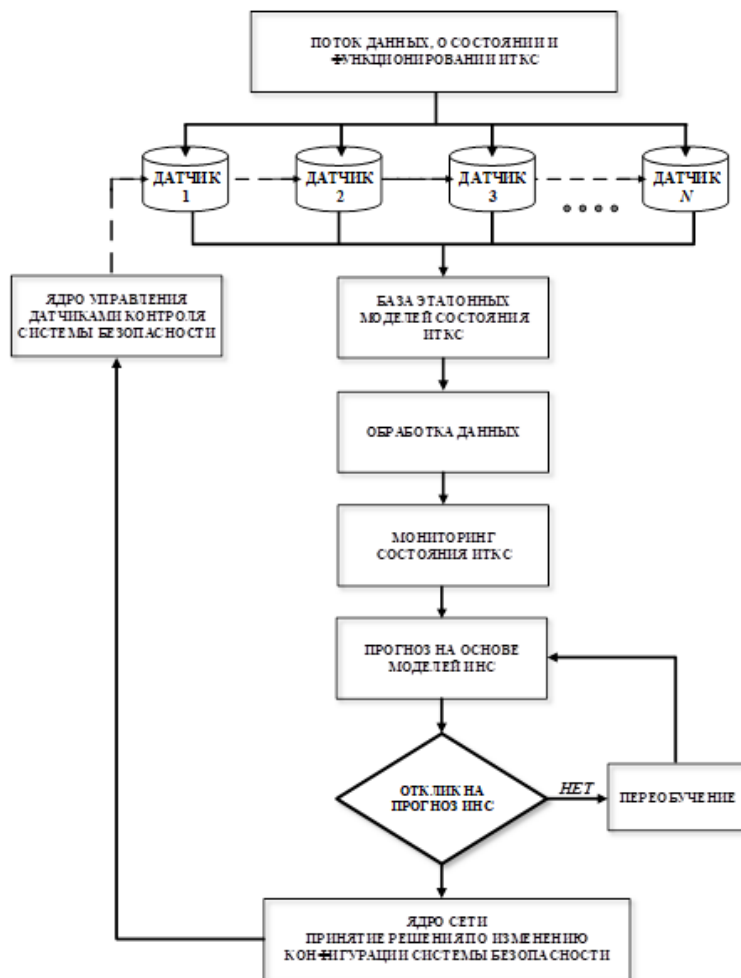 ПОТОК ДАННЫХ, О СОСТОЯНИИ И
ФУНКЦИОНИРОВАНИИ ИТКС
ДАТЧИК
1
ДАТЧИК
2
ДАТЧИК
3
ДАТЧИК
N
ЯДРО УПРАВЛЕНИЯ
ДАТЧИКАМИ КОНТРОЛЯ
СИСТЕМЫ БЕЗОПАСНОСТИ
БАЗА ЭТАЛОННЫХ
МОДЕЛЕЙ СОСТОЯНИЯ
ИТКС
ОБРАБОТКА ДАННЫХ
МОНИТОРИНГ
СОСТОЯНИЯ ИТКС
ПРОГНОЗ НА ОСНОВЕ
МОДЕЛЕЙ ИНС
ОТКЛИК НА
ПРОГНОЗ ИНС
НЕТ
ПЕРЕОБУЧЕНИЕ
ЯДРО СЕТИ
ПРИНЯТИЕ РЕШЕНИЯ ПО ИЗМЕНЕНИЮ
КОНФИГУРАЦИИ СИСТЕМЫ БЕЗОПАСНОСТИ